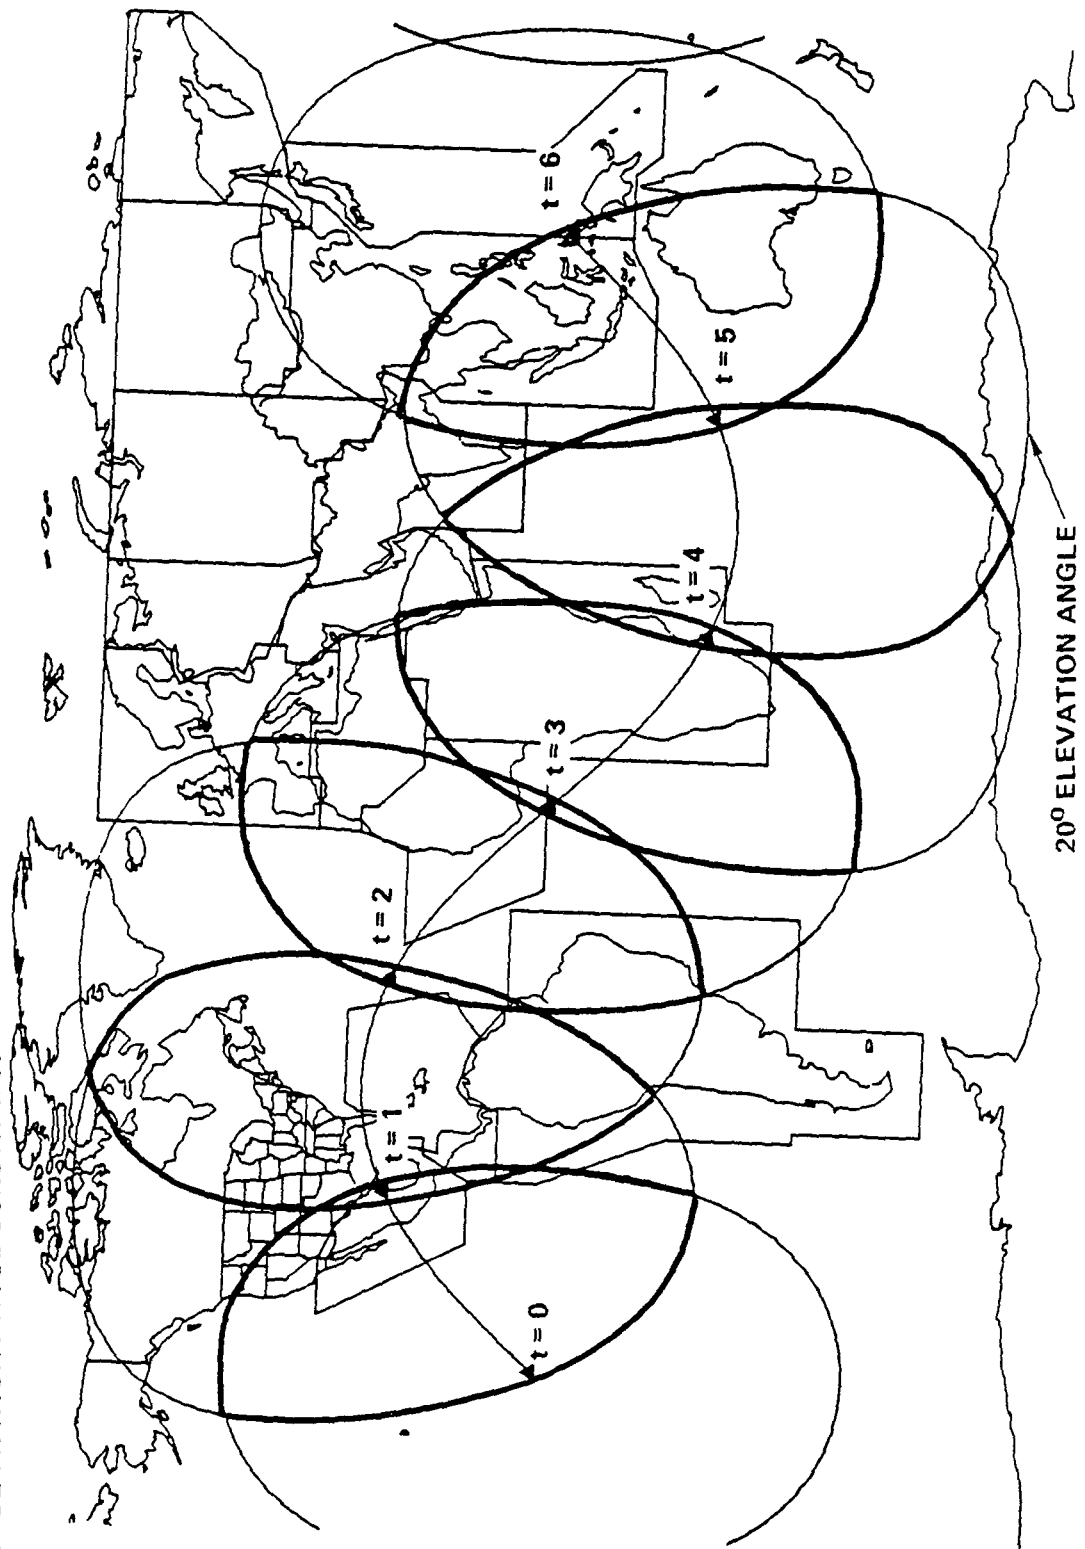 t = 0
t = 1
t = 2
t = 3
t = 4
t = 5
t = 6
20° ELEVATION ANGLE